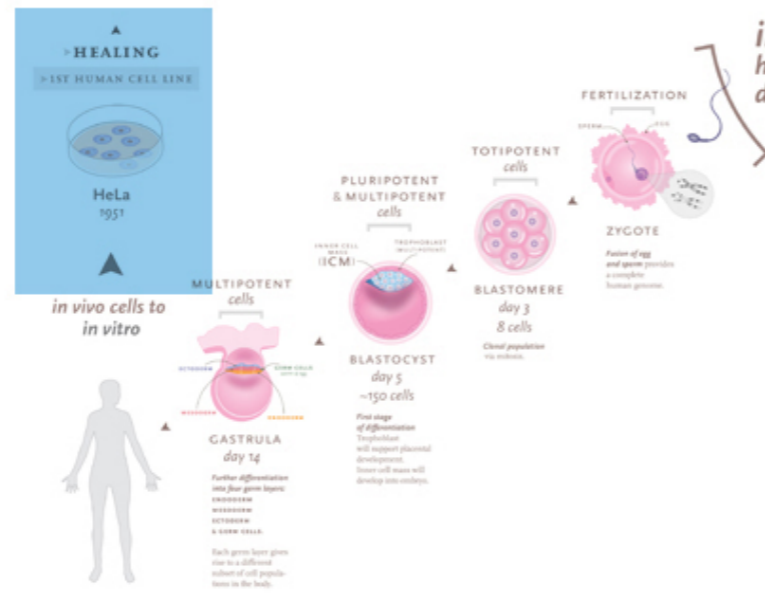 >HEALING
>1ST HUMAN CELL LINE
HeLa
1951
in vivo cells to
in vitro
MULTIPOTENT
cells
ECTODERM
GERM CELLS
MESODERM
ENDODERM
GASTRULA
day 14
Further differentiation
into four germ layers:
ENDODERM
MESODERM
ECTODERM
& GERM CELLS.
Each germ layer gives
rise to a different
subset of cell popula-
tions in the body.
PLURIPOTENT
& MULTIPOTENT
cells
INNER CELL
MASS
(ICM)
TROPHOBLAST
(MULTIPOTENT)
BLASTOCYST
day 5
~150 cells
First stage
of differentiation
Trophoblast
will support placental
development.
Inner cell mass will
develop into embryo.
TOTIPOTENT
cells
BLASTOMERE
day 3
8 cells
Clonal population
via mitosis.
FERTILIZATION
SPERM
EGG
ZYGOTE
Fusion of egg
and sperm provides
a complete
human genome.